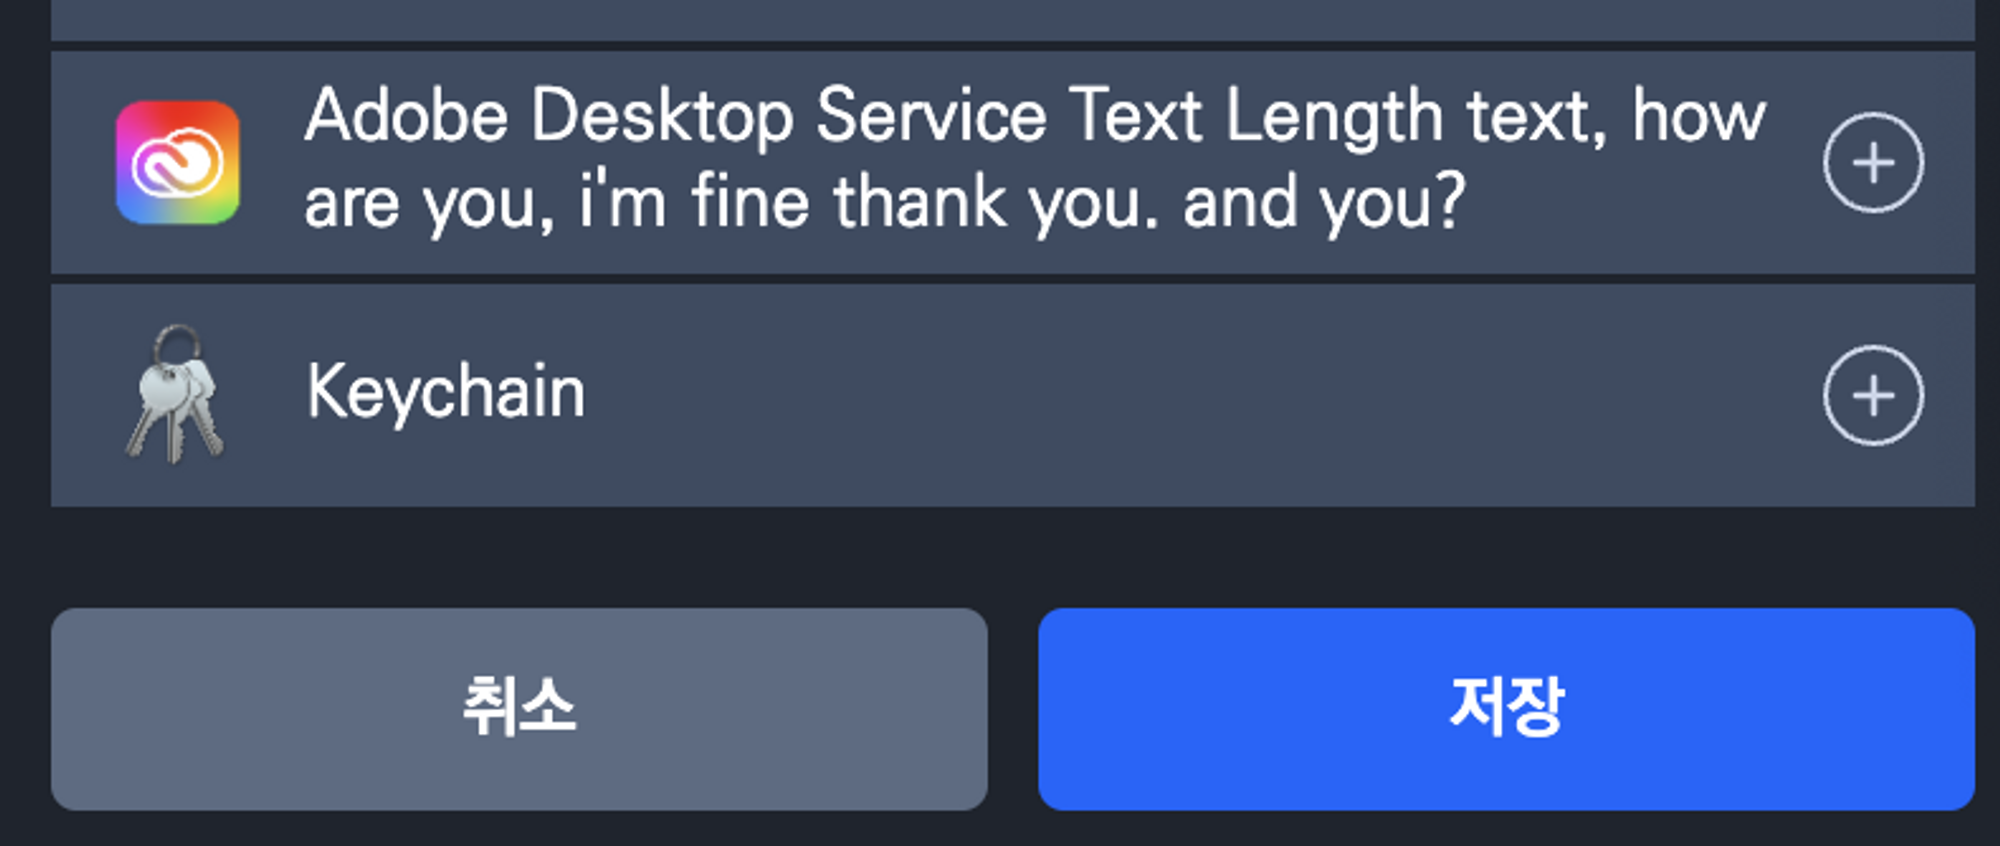 Adobe Desktop Service Text Length text, how
are you, i'm fine thank you. and you?
Keychain
취소
저장